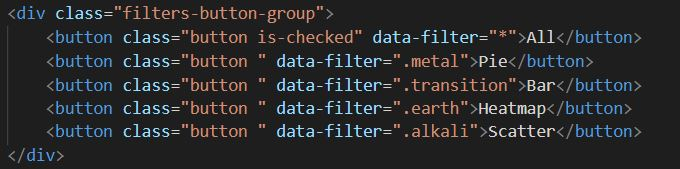 <div class="filters-button-group">
<button class="button is-checked" data-filter="*">All</button>
<button class="button " data-filter=".metal">Pie</button>
<button class="button " data-filter=".transition">Bar</button>
<button class="button " data-filter=".earth">Heatmap</button>
<button class="button " data-filter=".alkali">Scatter</button>
</div>